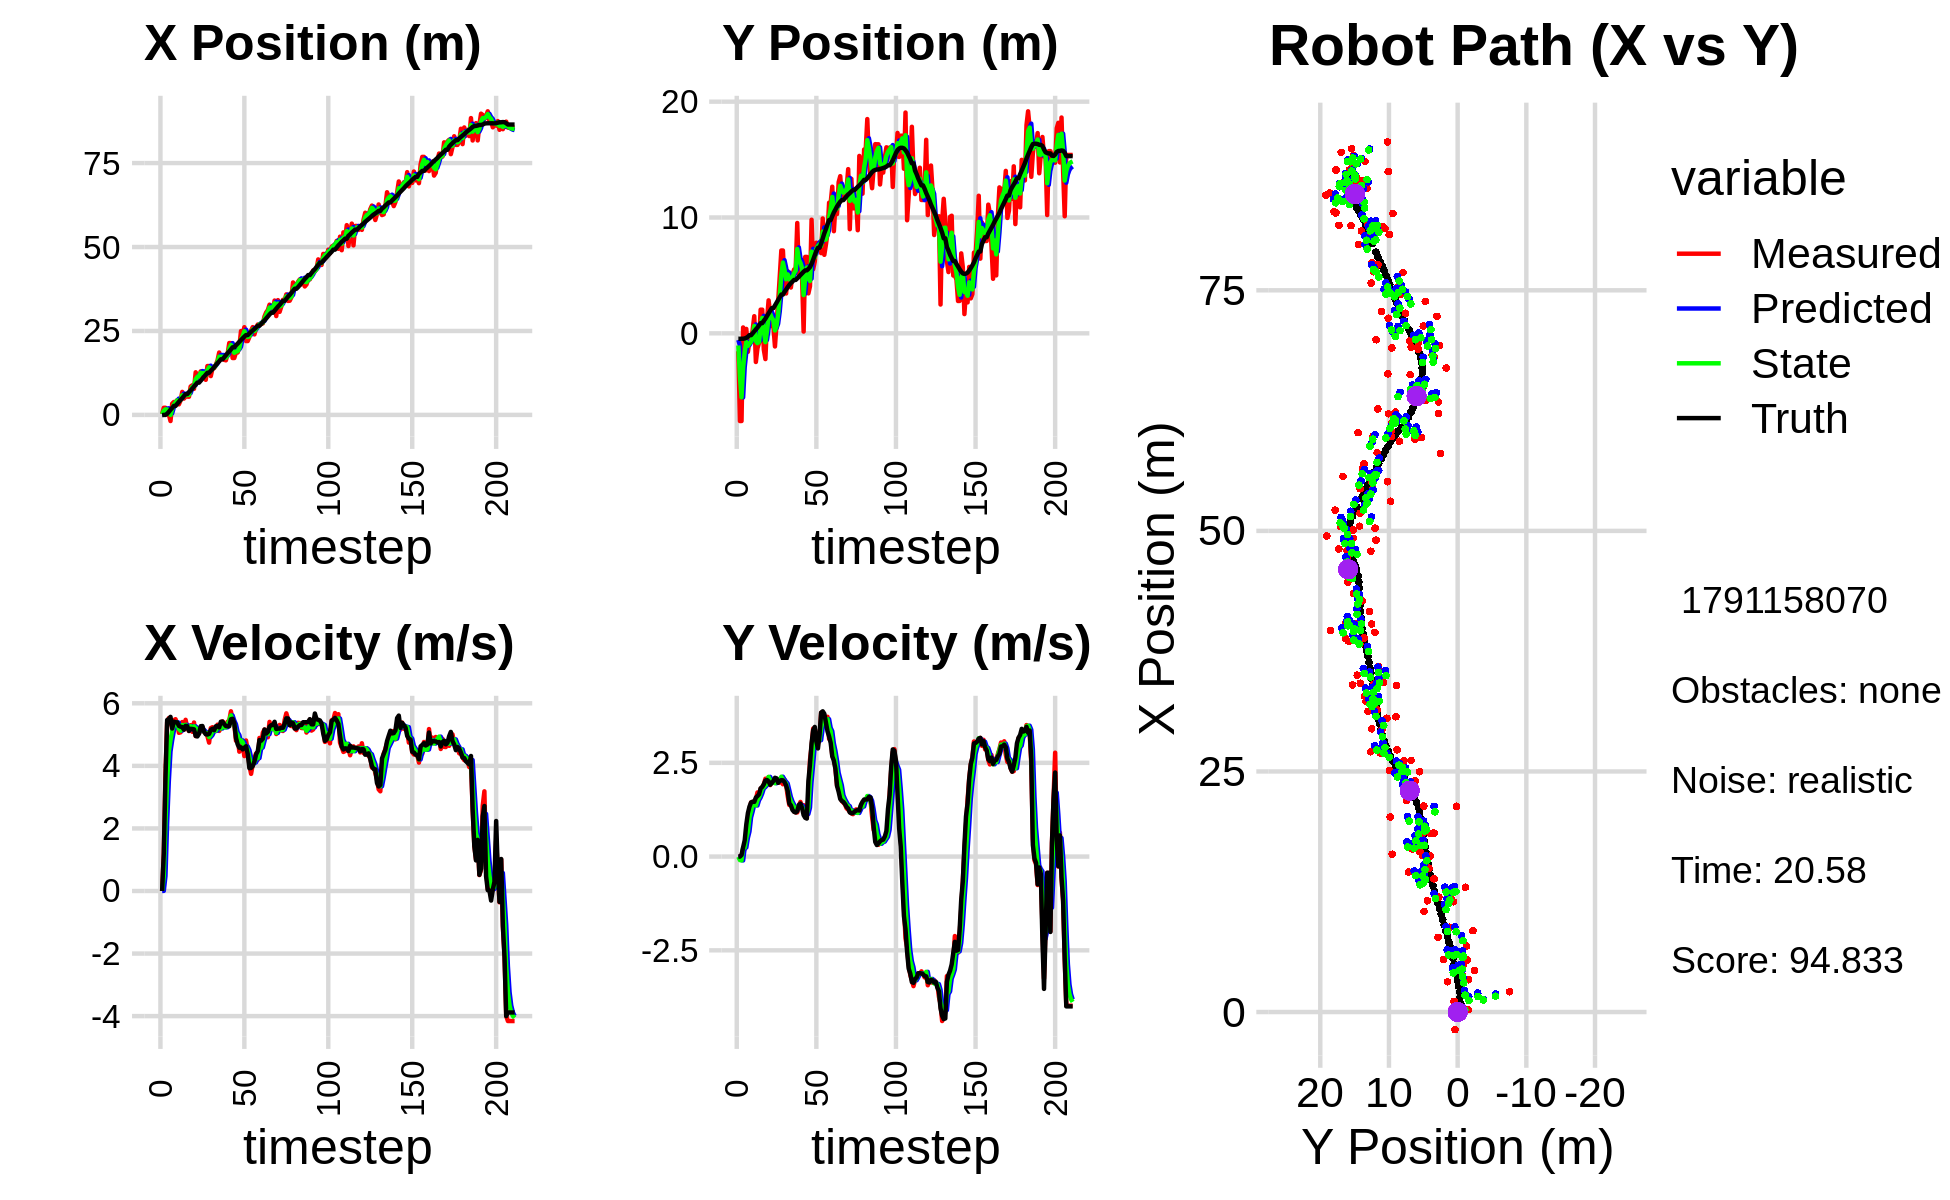 X Position (m)
75
50
25
0
0
50
100
150
200
timestep
Y Position (m)
20
10
0
0
50
100
150
200
timestep
X Velocity (m/s)
6
4
2
0
-2
-4
0
50
100
150
200
timestep
Y Velocity (m/s)
2.5
0.0
-2.5
0
50
100
150
200
timestep
Robot Path (X vs Y)
X Position (m)
75
50
25
0
20 10 0 -10 -20
Y Position (m)
variable
Measured
Predicted
State
Truth
1791158070
Obstacles: none
Noise: realistic
Time: 20.58
Score: 94.833